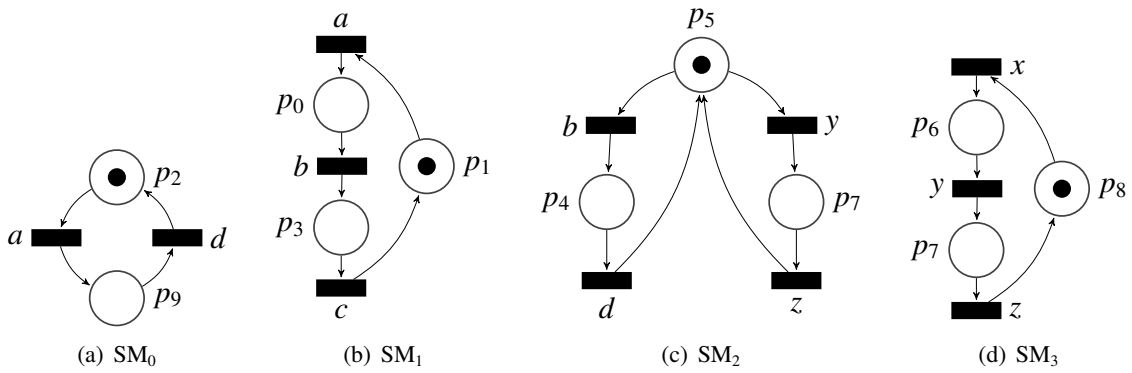 a
p2
d
p9
(a) SM0
a
p0
b
p1
p3
c
(b) SM1
p5
b
y
p4
p7
d
z
(c) SM2
x
p6
y
p8
p7
z
(d) SM3